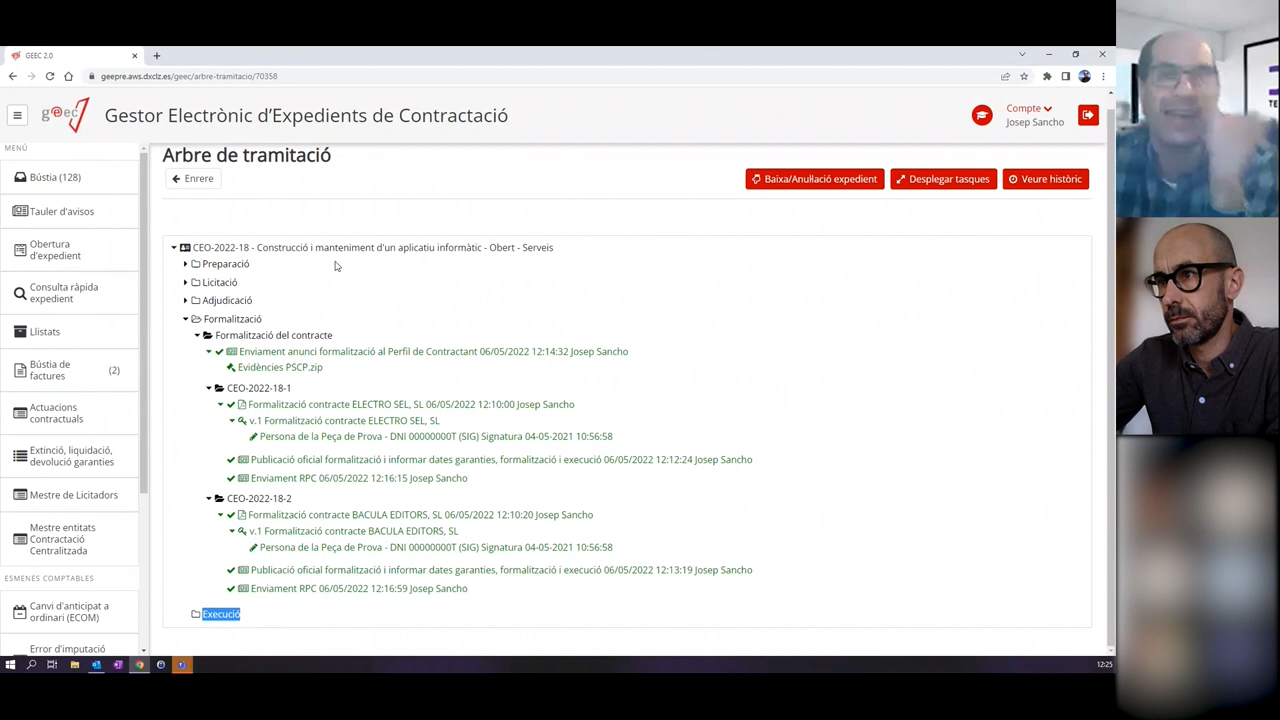 GEEC 2.0
geepre.aws.dxclz.es/geec/arbre-tramitacio/70358
geec
Gestor Electrònic d'Expedients de Contractació
Compte
Josep Sancho
MENÚ
Bústia (128)
Tauler d'avisos
Obertura
d'expedient
Consulta ràpida
expedient
Llistats
Bústia de
factures
(2)
Actuacions
contractuals
Extinció, liquidació,
devolució garanties
Mestre de Licitadors
Mestre entitats
Contractació
Centralitzada
ESMENES COMPTABLES
Canvi d'anticipat a
ordinari (ECOM)
Error d'imputació
Arbre de tramitació
Enrere
Baixa/Anul·lació expedient
Desplegar tasques
Veure històric
CEO-2022-18 - Construcció i manteniment d'un aplicatiu informàtic - Obert - Serveis
Preparació
Licitació
Adjudicació
Formalització
Formalització del contracte
Enviament anunci formalització al Perfil de Contractant 06/05/2022 12:14:32 Josep Sancho
Evidències PSCP.zip
CEO-2022-18-1
Formalització contracte ELECTRO SEL, SL 06/05/2022 12:10:00 Josep Sancho
v.1 Formalització contracte ELECTRO SEL, SL
Persona de la Peça de Prova - DNI 00000000T (SIG) Signatura 04-05-2021 10:56:58
Publicació oficial formalització i informar dates garanties, formalització i execució 06/05/2022 12:12:24 Josep Sancho
Enviament RPC 06/05/2022 12:16:15 Josep Sancho
CEO-2022-18-2
Formalització contracte BACULA EDITORS, SL 06/05/2022 12:10:20 Josep Sancho
v.1 Formalització contracte BACULA EDITORS, SL
Persona de la Peça de Prova - DNI 00000000T (SIG) Signatura 04-05-2021 10:56:58
Publicació oficial formalització i informar dates garanties, formalització i execució 06/05/2022 12:13:19 Josep Sancho
Enviament RPC 06/05/2022 12:16:59 Josep Sancho
Execució
12:25